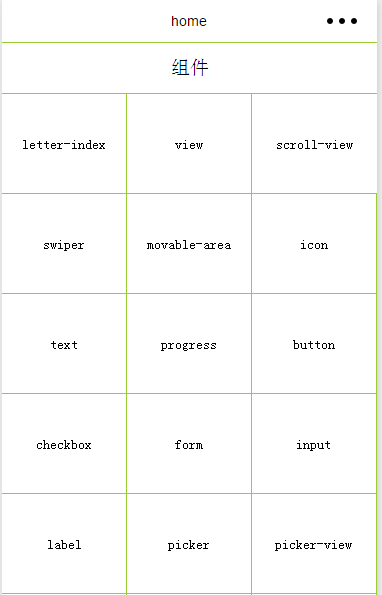 home
组件
letter-index view scroll-view
swiper movable-area icon
text progress button
checkbox form input
label picker picker-view